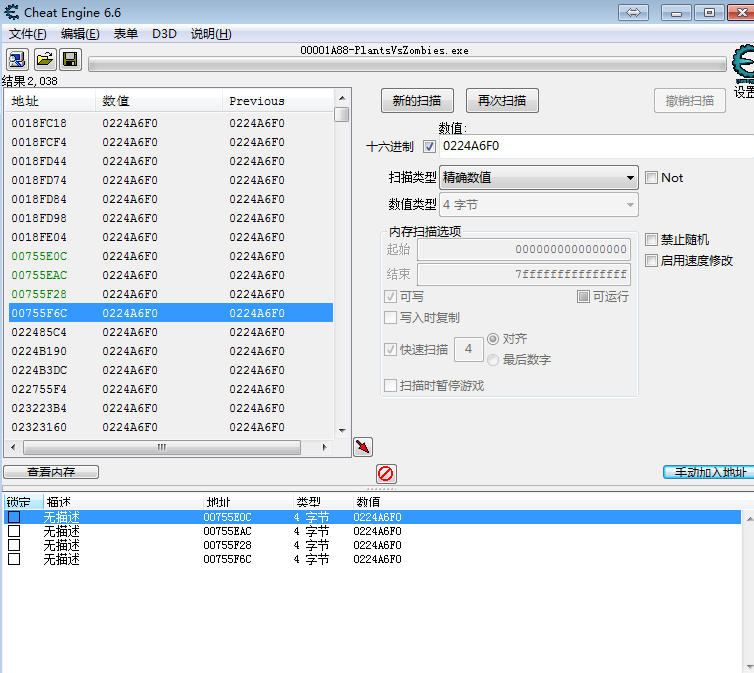 Cheat Engine 6.6
文件(F) 编辑(E) 表单 D3D 说明(H)
00001A88-PlantsVsZombies.exe
结果2,038
设置
地址 数值 Previous
0018FC18 0224A6F0 0224A6F0
0018FCF4 0224A6F0 0224A6F0
0018FD44 0224A6F0 0224A6F0
0018FD74 0224A6F0 0224A6F0
0018FD84 0224A6F0 0224A6F0
0018FD98 0224A6F0 0224A6F0
0018FE04 0224A6F0 0224A6F0
00755E0C 0224A6F0 0224A6F0
00755EAC 0224A6F0 0224A6F0
00755F28 0224A6F0 0224A6F0
00755F6C 0224A6F0 0224A6F0
022485C4 0224A6F0 0224A6F0
0224B190 0224A6F0 0224A6F0
0224B3DC 0224A6F0 0224A6F0
022755F4 0224A6F0 0224A6F0
023223B4 0224A6F0 0224A6F0
02323160 0224A6F0 0224A6F0
新的扫描 再次扫描 撤销扫描
数值:
十六进制 0224A6F0
扫描类型 精确数值 Not
数值类型 4 字节
内存扫描选项
起始 0000000000000000
结束 7fffffffffffffff
禁止随机
启用速度修改
可写 可运行
写入时复制
快速扫描 4 对齐
最后数字
扫描时暂停游戏
查看内存 手动加入地址
锁定 描述 地址 类型 数值
无描述 00755E0C 4 字节 0224A6F0
无描述 00755EAC 4 字节 0224A6F0
无描述 00755F28 4 字节 0224A6F0
无描述 00755F6C 4 字节 0224A6F0